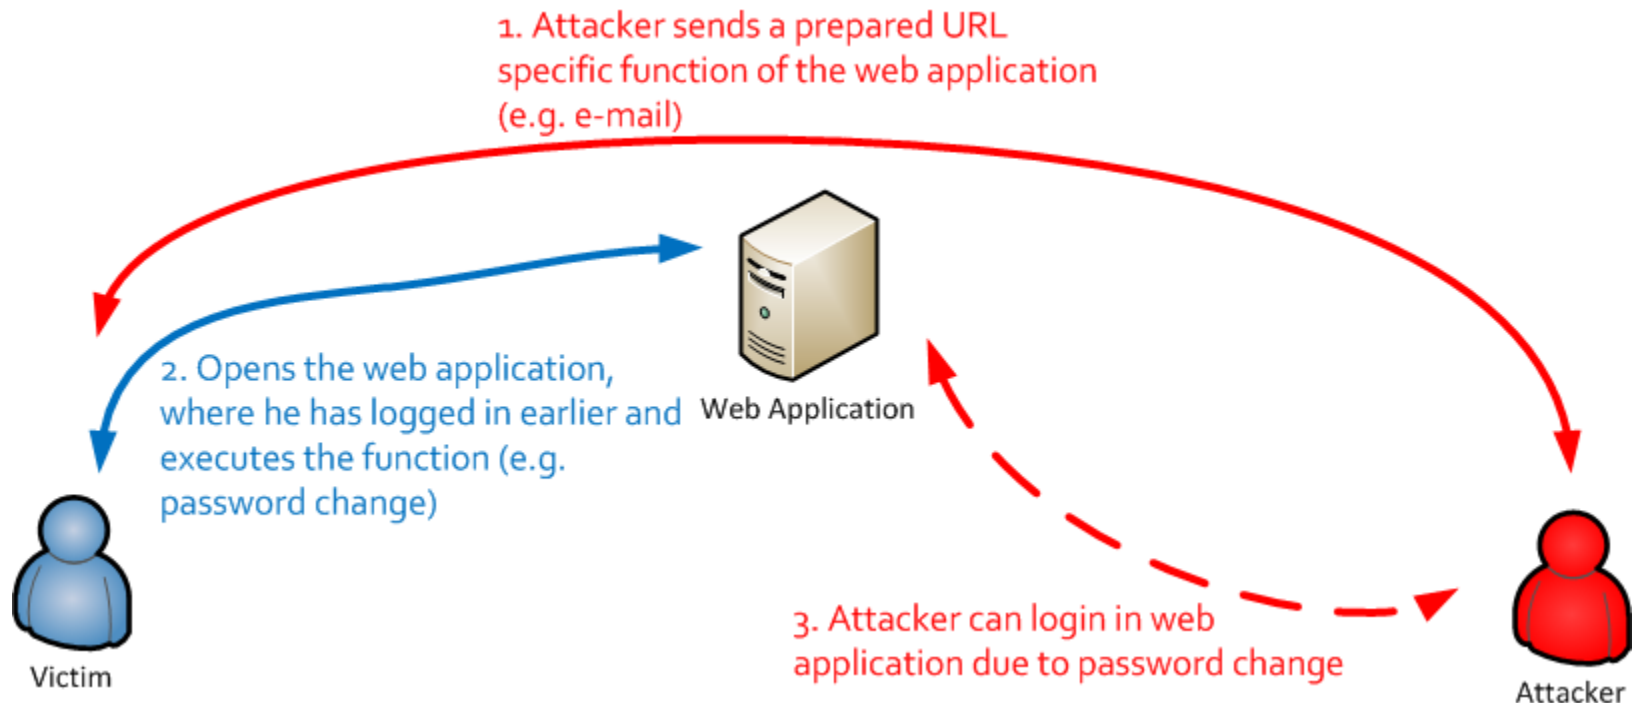 1. Attacker sends a prepared URL
specific function of the web application
(e.g. e-mail)
2. Opens the web application,
where he has logged in earlier and
executes the function (e.g.
password change)
Web Application
3. Attacker can login in web
application due to password change
Victim
Attacker